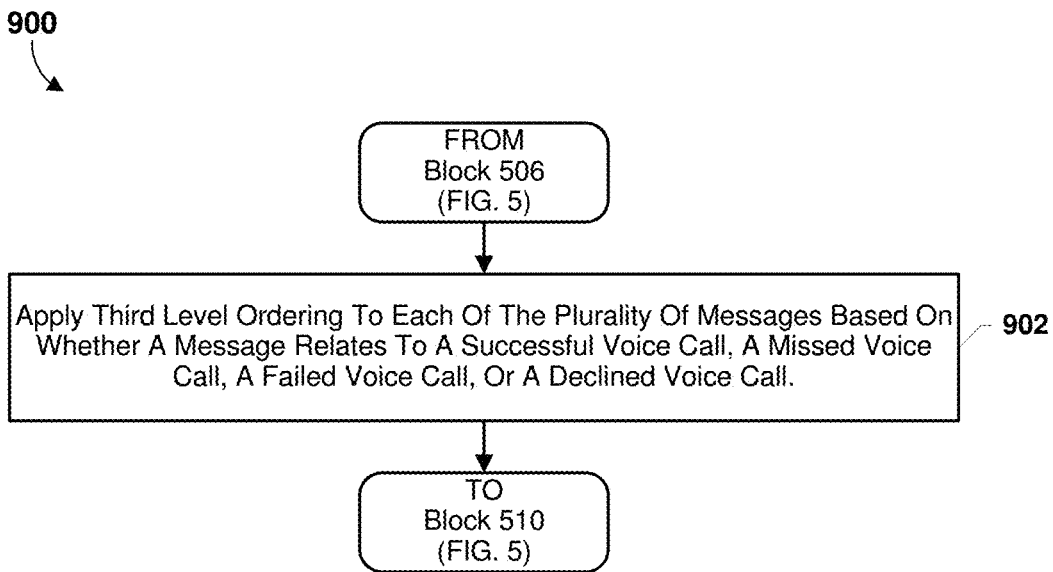 900
FROM
Block 506
(FIG. 5)
Apply Third Level Ordering To Each Of The Plurality Of Messages Based On
Whether A Message Relates To A Successful Voice Call, A Missed Voice
Call, A Failed Voice Call, Or A Declined Voice Call.
902
TO
Block 510
(FIG. 5)